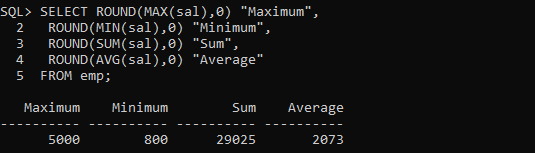 SQL> SELECT ROUND(MAX(sal),0) "Maximum",
  2   ROUND(MIN(sal),0) "Minimum",
  3   ROUND(SUM(sal),0) "Sum",
  4   ROUND(AVG(sal),0) "Average"
  5  FROM emp;

   Maximum    Minimum        Sum    Average
---------- ---------- ---------- ----------
      5000        800      29025       2073